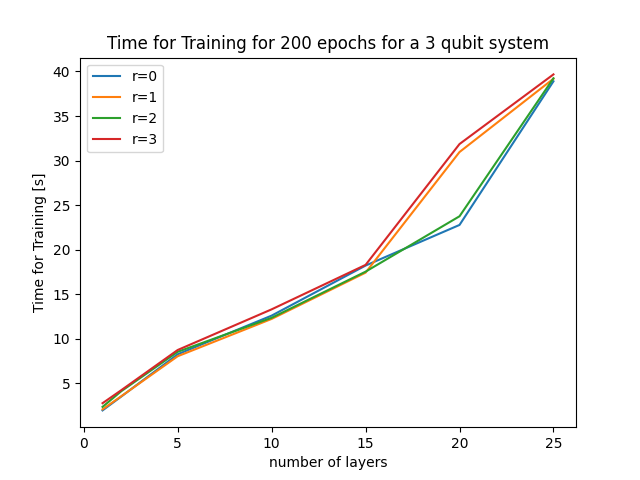 Time for Training for 200 epochs for a 3 qubit system
r=0
r=1
r=2
r=3
Time for Training [s]
40
35
30
25
20
15
10
5
0
5
10
15
20
25
number of layers